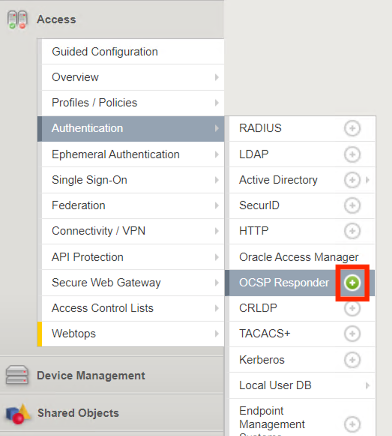 Access
Guided Configuration
Overview
Profiles / Policies
Authentication
Ephemeral Authentication
Single Sign-On
Federation
Connectivity / VPN
API Protection
Secure Web Gateway
Access Control Lists
Webtops
Device Management
Shared Objects
RADIUS
LDAP
Active Directory
SecurID
HTTP
Oracle Access Manager
OCSP Responder
CRLDP
TACACS+
Kerberos
Local User DB
Endpoint
Management
Systems